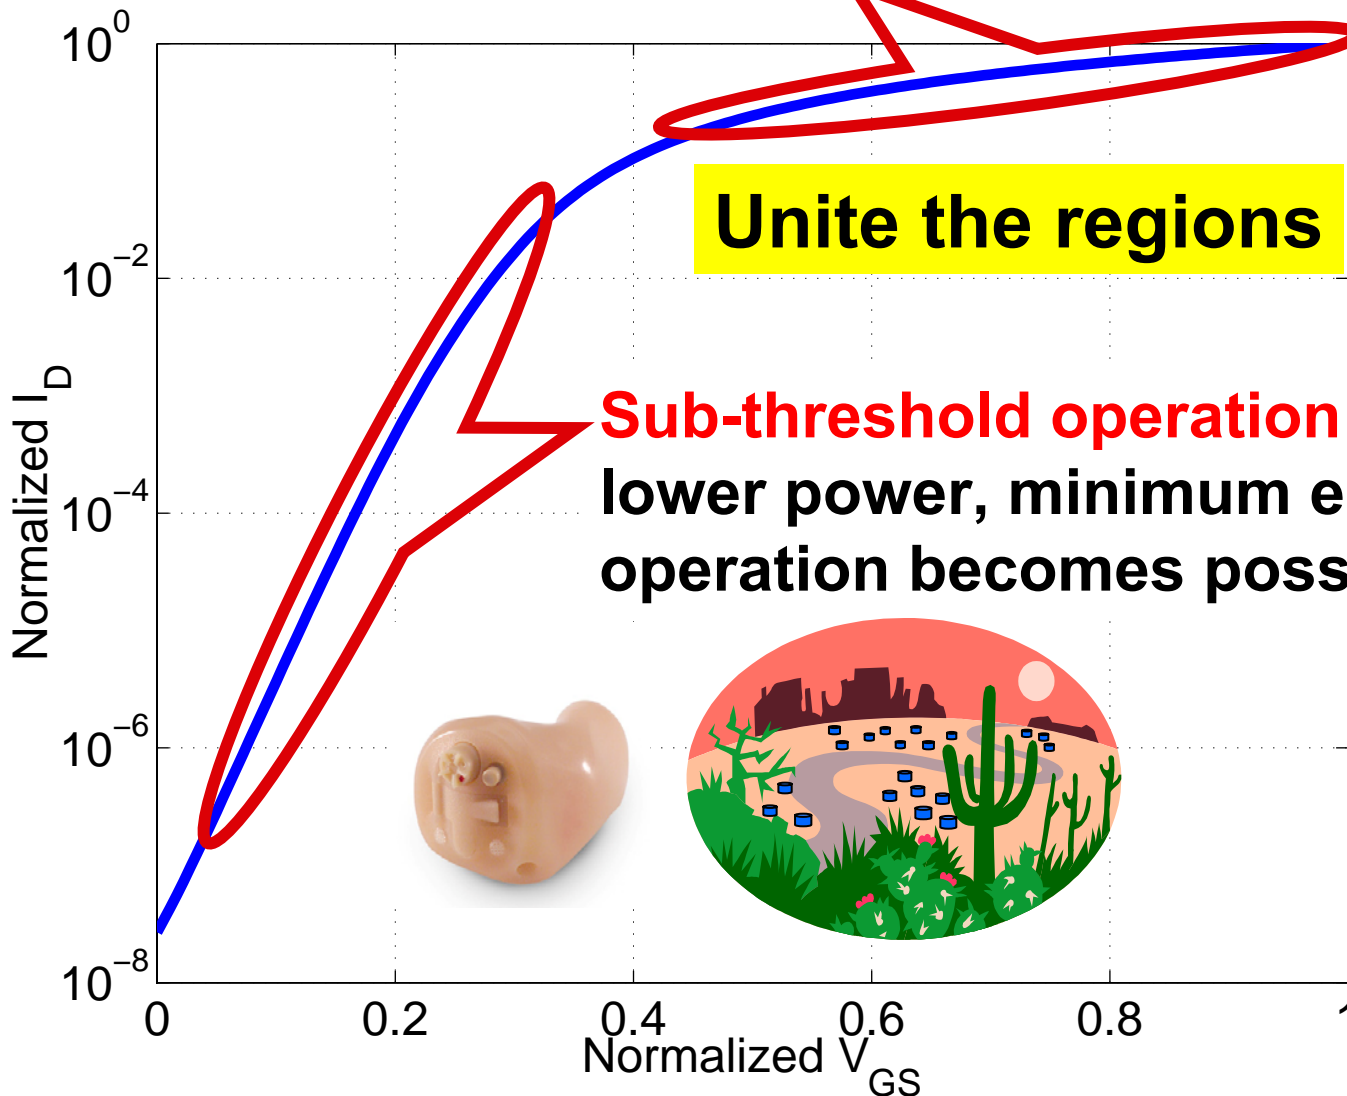 10^0
10^−2
10^−4
10^−6
10^−8
Normalized I_D
Unite the regions
Sub-threshold operation
lower power, minimum e
operation becomes poss
0 0.2 0.4 0.6 0.8
Normalized V_GS